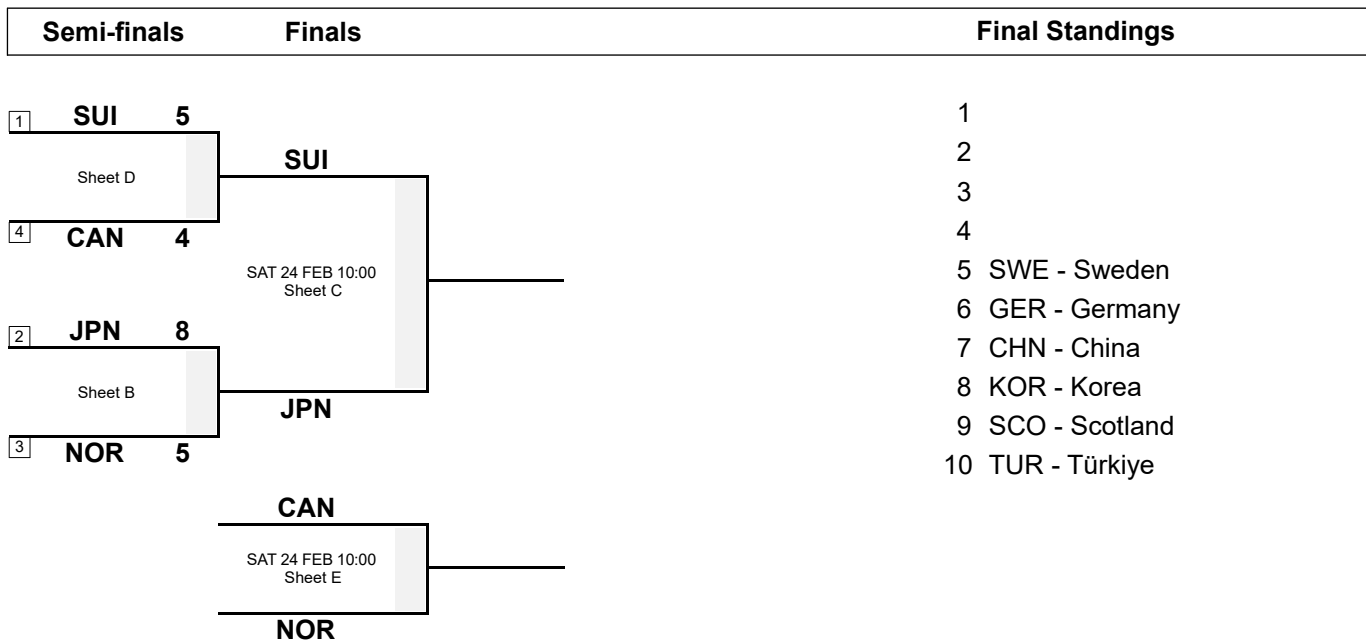 Semi-finals Finals Final Standings
1 SUI 5
Sheet D
4 CAN 4
SUI
SAT 24 FEB 10:00
Sheet C
JPN
2 JPN 8
Sheet B
3 NOR 5
CAN
SAT 24 FEB 10:00
Sheet E
NOR
1
2
3
4
5 SWE - Sweden
6 GER - Germany
7 CHN - China
8 KOR - Korea
9 SCO - Scotland
10 TUR - Türkiye